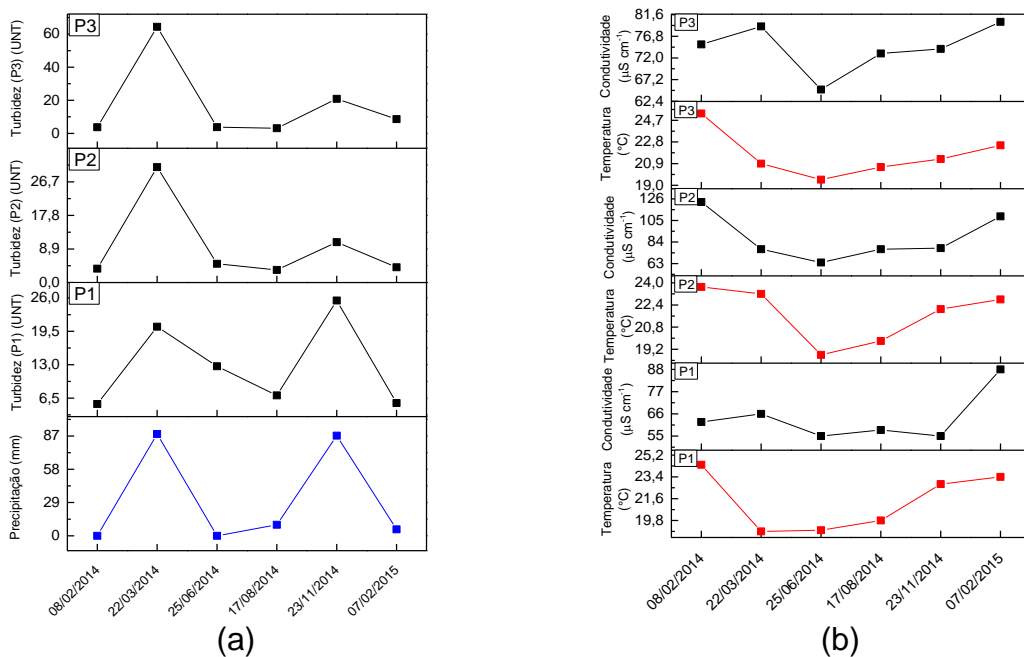 P3
Turbidez (P3) (UNT)
60
40
20
0
P2
Turbidez (P2) (UNT)
26,7
17,8
8,9
0,0
P1
Turbidez (P1) (UNT)
26,0
19,5
13,0
6,5
Precipitação (mm)
87
58
29
0
08/02/2014
22/03/2014
25/06/2014
17/08/2014
23/11/2014
07/02/2015
(a)
P3
Condutividade
(µS cm-1)
81,6
76,8
72,0
67,2
62,4
P3
Temperatura
(°C)
24,7
22,8
20,9
19,0
P2
Condutividade
(µS cm-1)
126
105
84
63
P2
Temperatura
(°C)
24,0
22,4
20,8
19,2
P1
Condutividade
(µS cm-1)
88
77
66
55
P1
Temperatura
(°C)
25,2
23,4
21,6
19,8
08/02/2014
22/03/2014
25/06/2014
17/08/2014
23/11/2014
07/02/2015
(b)